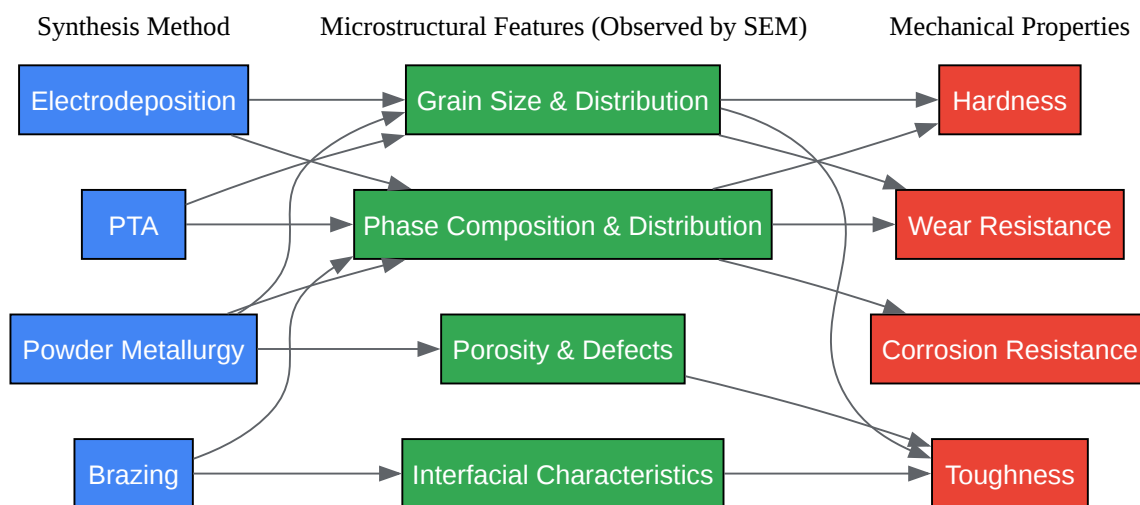 Synthesis Method
Microstructural Features (Observed by SEM)
Mechanical Properties
Electrodeposition
Grain Size & Distribution
Hardness
PTA
Phase Composition & Distribution
Wear Resistance
Powder Metallurgy
Porosity & Defects
Corrosion Resistance
Brazing
Interfacial Characteristics
Toughness